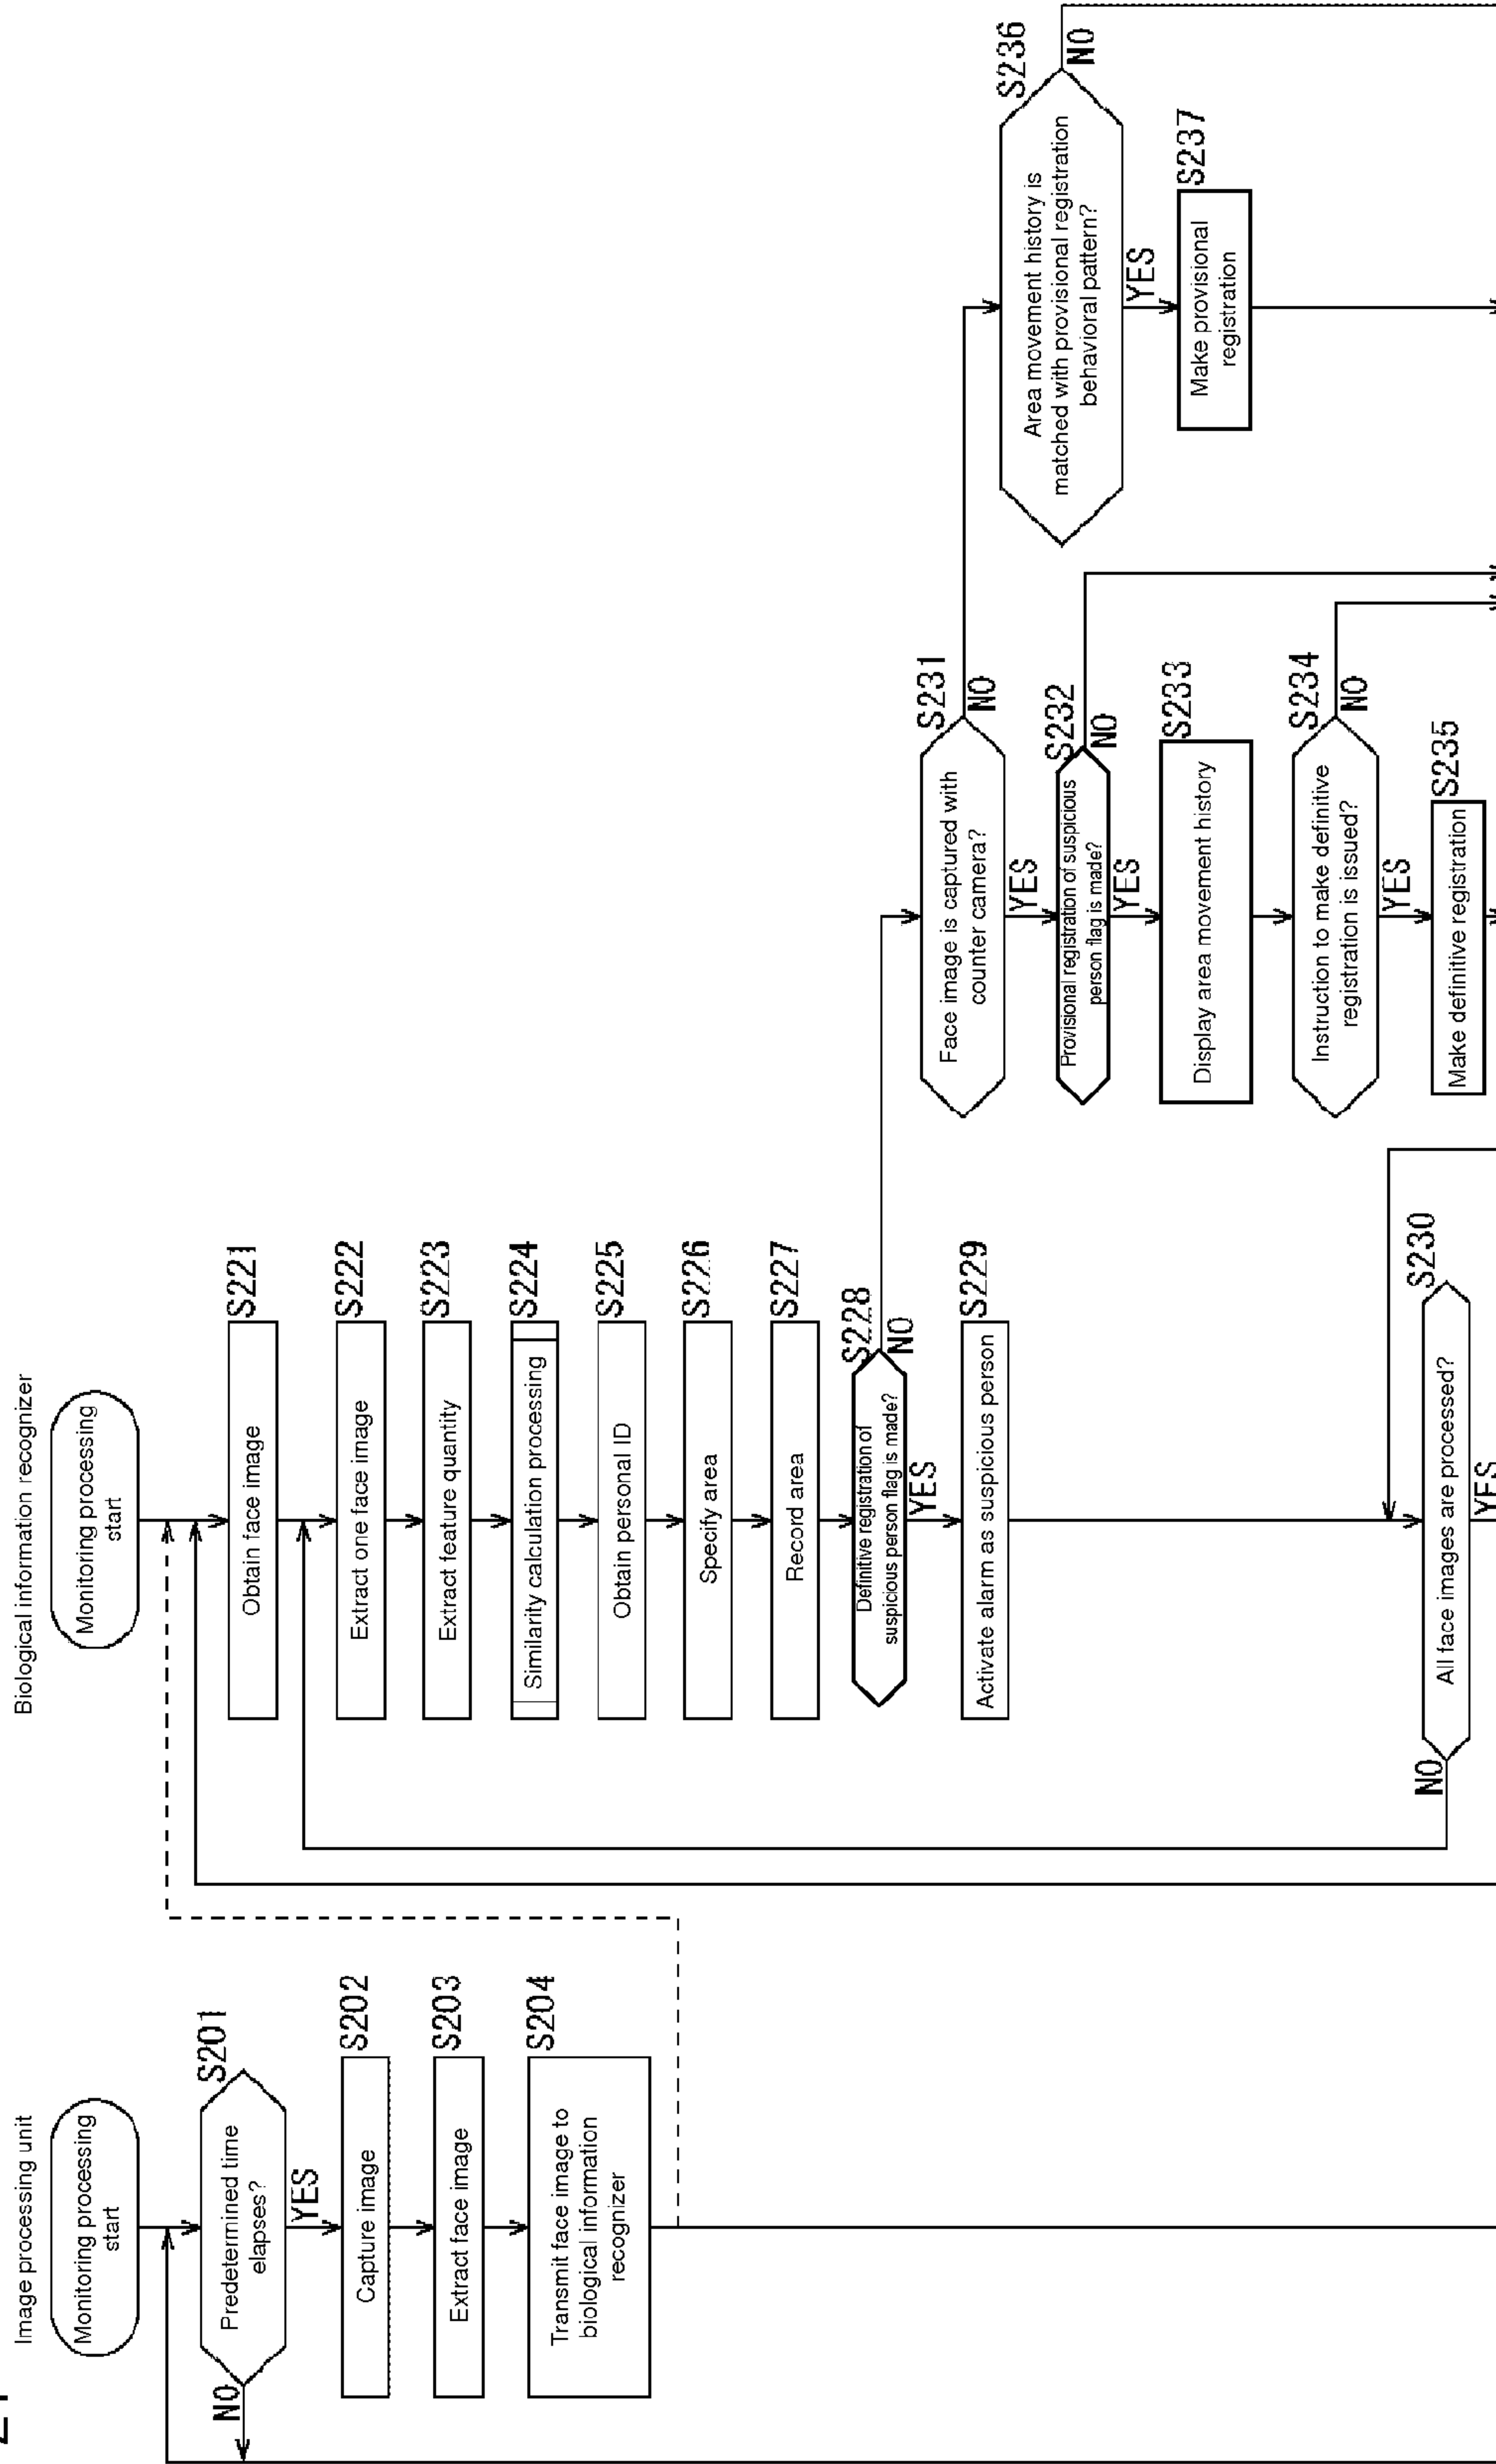 Image processing unit
Monitoring processing
start
S201
Predetermined time
elapses?
NO
YES
S202
Capture image
S203
Extract face image
S204
Transmit face image to
biological information
recognizer
Biological information recognizer
Monitoring processing
start
S221
Obtain face image
S222
Extract one face image
S223
Extract feature quantity
S224
Similarity calculation processing
S225
Obtain personal ID
S226
Specify area
S227
Record area
S228
Definitive registration of
suspicious person flag is made?
NO
YES
S229
Activate alarm as suspicious person
S230
All face images are processed?
NO
YES
S231
Face image is captured with
counter camera?
NO
YES
S232
Provisional registration of suspicious
person flag is made?
NO
YES
S233
Display area movement history
S234
Instruction to make definitive
registration is issued?
NO
YES
S235
Make definitive registration
S236
Area movement history is
matched with provisional registration
behavioral pattern?
NO
YES
S237
Make provisional
registration